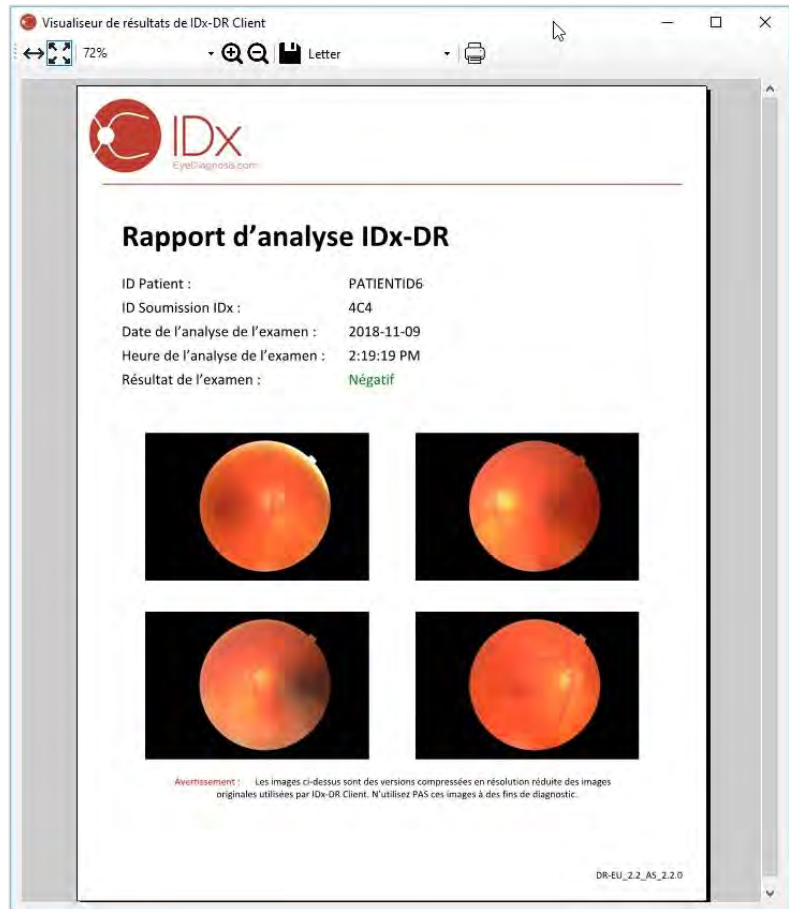 Visualiseur de résultats de IDx-DR Client
72%
Letter
IDx
EyeDiagnosis.com
Rapport d'analyse IDx-DR
ID Patient : PATIENTID6
ID Soumission IDx : 4C4
Date de l'analyse de l'examen : 2018-11-09
Heure de l'analyse de l'examen : 2:19:19 PM
Résultat de l'examen : Négatif
Avertissement : Les images ci-dessus sont des versions compressées en résolution réduite des images
originales utilisées par IDx-DR Client. N'utilisez PAS ces images à des fins de diagnostic.
DR-EU_2.2_AS_2.2.0